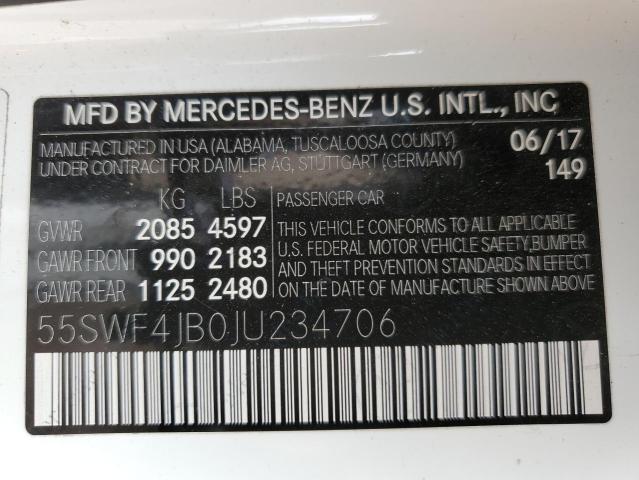 MFD BY MERCEDES-BENZ U.S. INTL., INC
MANUFACTURED IN USA (ALABAMA, TUSCALOOSA COUNTY) 06/17
UNDER CONTRACT FOR DAIMLER AG, STUTTGART (GERMANY) 149
KG LBS PASSENGER CAR
GVWR 2085 4597 THIS VEHICLE CONFORMS TO ALL APPLICABLE
GAWR FRONT 990 2183 U.S. FEDERAL MOTOR VEHICLE SAFETY, BUMPER
AND THEFT PREVENTION STANDARDS IN EFFECT
GAWR REAR 1125 2480 ON THE DATE OF MANUFACTURE SHOWN ABOVE
55SWF4JB0JU234706